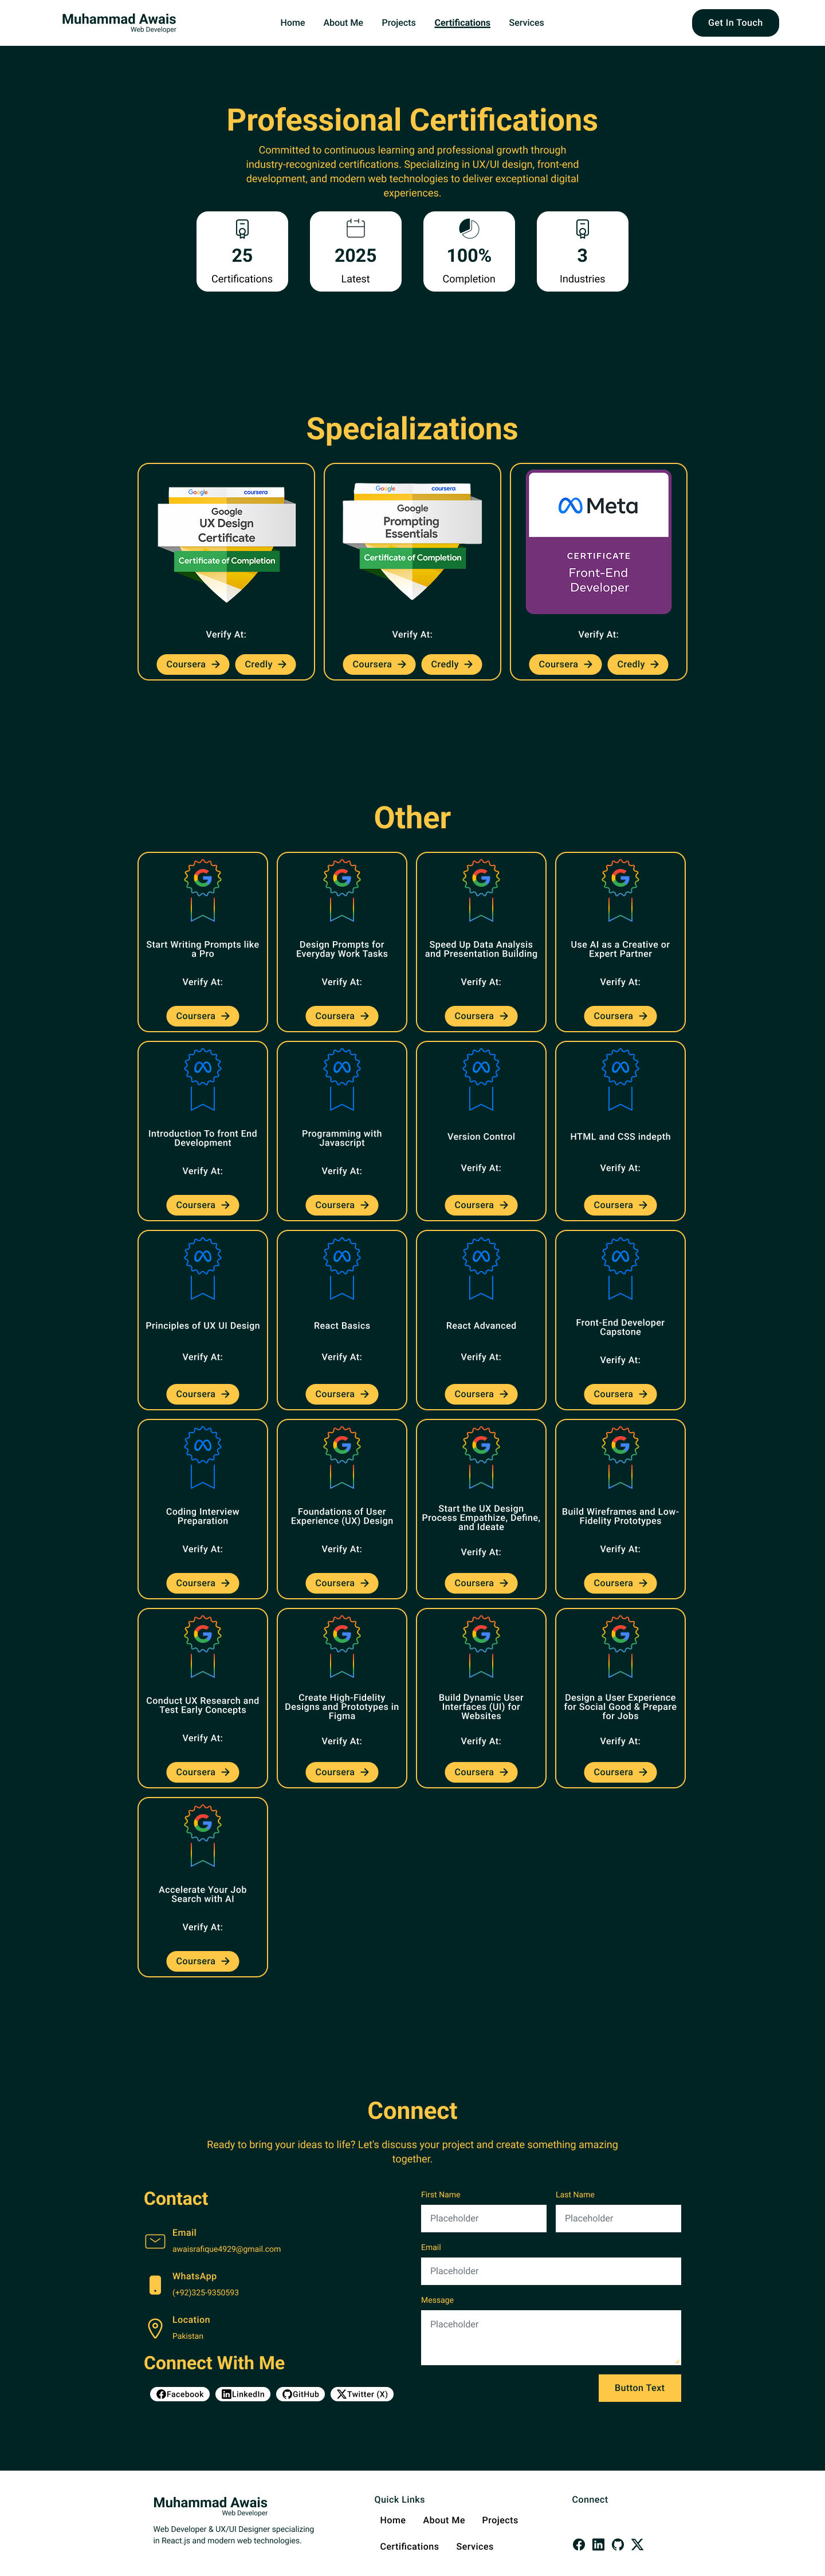 Muhammad Awais
Web Developer
Home
About Me
Projects
Certifications
Services
Get In Touch
Professional Certifications
Committed to continuous learning and professional growth through
industry-recognized certifications. Specializing in UX/UI design, front-end
development, and modern web technologies to deliver exceptional digital
experiences.
25
Certifications
2025
Latest
100%
Completion
3
Industries
Specializations
Google
coursera
Google
UX Design
Certificate
Certificate of Completion
Verify At:
Coursera
Credly
Google
coursera
Google
Prompting
Essentials
Certificate of Completion
Verify At:
Coursera
Credly
Meta
CERTIFICATE
Front-End
Developer
Verify At:
Coursera
Credly
Other
Start Writing Prompts like
a Pro
Verify At:
Coursera
Design Prompts for
Everyday Work Tasks
Verify At:
Coursera
Speed Up Data Analysis
and Presentation Building
Verify At:
Coursera
Use AI as a Creative or
Expert Partner
Verify At:
Coursera
Introduction To front End
Development
Verify At:
Coursera
Programming with
Javascript
Verify At:
Coursera
Version Control
Verify At:
Coursera
HTML and CSS indepth
Verify At:
Coursera
Principles of UX UI Design
Verify At:
Coursera
React Basics
Verify At:
Coursera
React Advanced
Verify At:
Coursera
Front-End Developer
Capstone
Verify At:
Coursera
Coding Interview
Preparation
Verify At:
Coursera
Foundations of User
Experience (UX) Design
Verify At:
Coursera
Start the UX Design
Process Empathize, Define,
and Ideate
Verify At:
Coursera
Build Wireframes and Low-
Fidelity Prototypes
Verify At:
Coursera
Conduct UX Research and
Test Early Concepts
Verify At:
Coursera
Create High-Fidelity
Designs and Prototypes in
Figma
Verify At:
Coursera
Build Dynamic User
Interfaces (UI) for
Websites
Verify At:
Coursera
Design a User Experience
for Social Good & Prepare
for Jobs
Verify At:
Coursera
Accelerate Your Job
Search with AI
Verify At:
Coursera
Connect
Ready to bring your ideas to life? Let's discuss your project and create something amazing
together.
Contact
Email
awaisrafique4929@gmail.com
WhatsApp
(+92)325-9350593
Location
Pakistan
Connect With Me
Facebook
LinkedIn
GitHub
Twitter (X)
First Name
Placeholder
Last Name
Placeholder
Email
Placeholder
Message
Placeholder
Button Text
Muhammad Awais
Web Developer
Web Developer & UX/UI Designer specializing
in React.js and modern web technologies.
Quick Links
Home
About Me
Projects
Certifications
Services
Connect